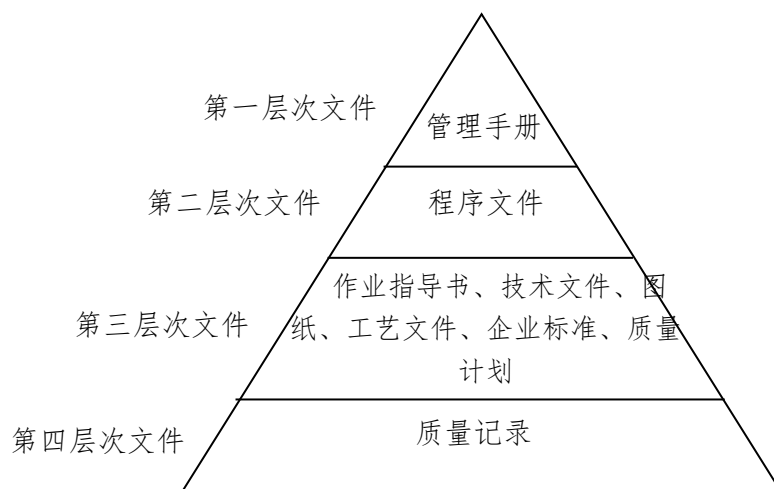 第一层次文件
管理手册
第二层次文件
程序文件
第三层次文件
作业指导书、技术文件、图
纸、工艺文件、企业标准、质量
计划
第四层次文件
质量记录